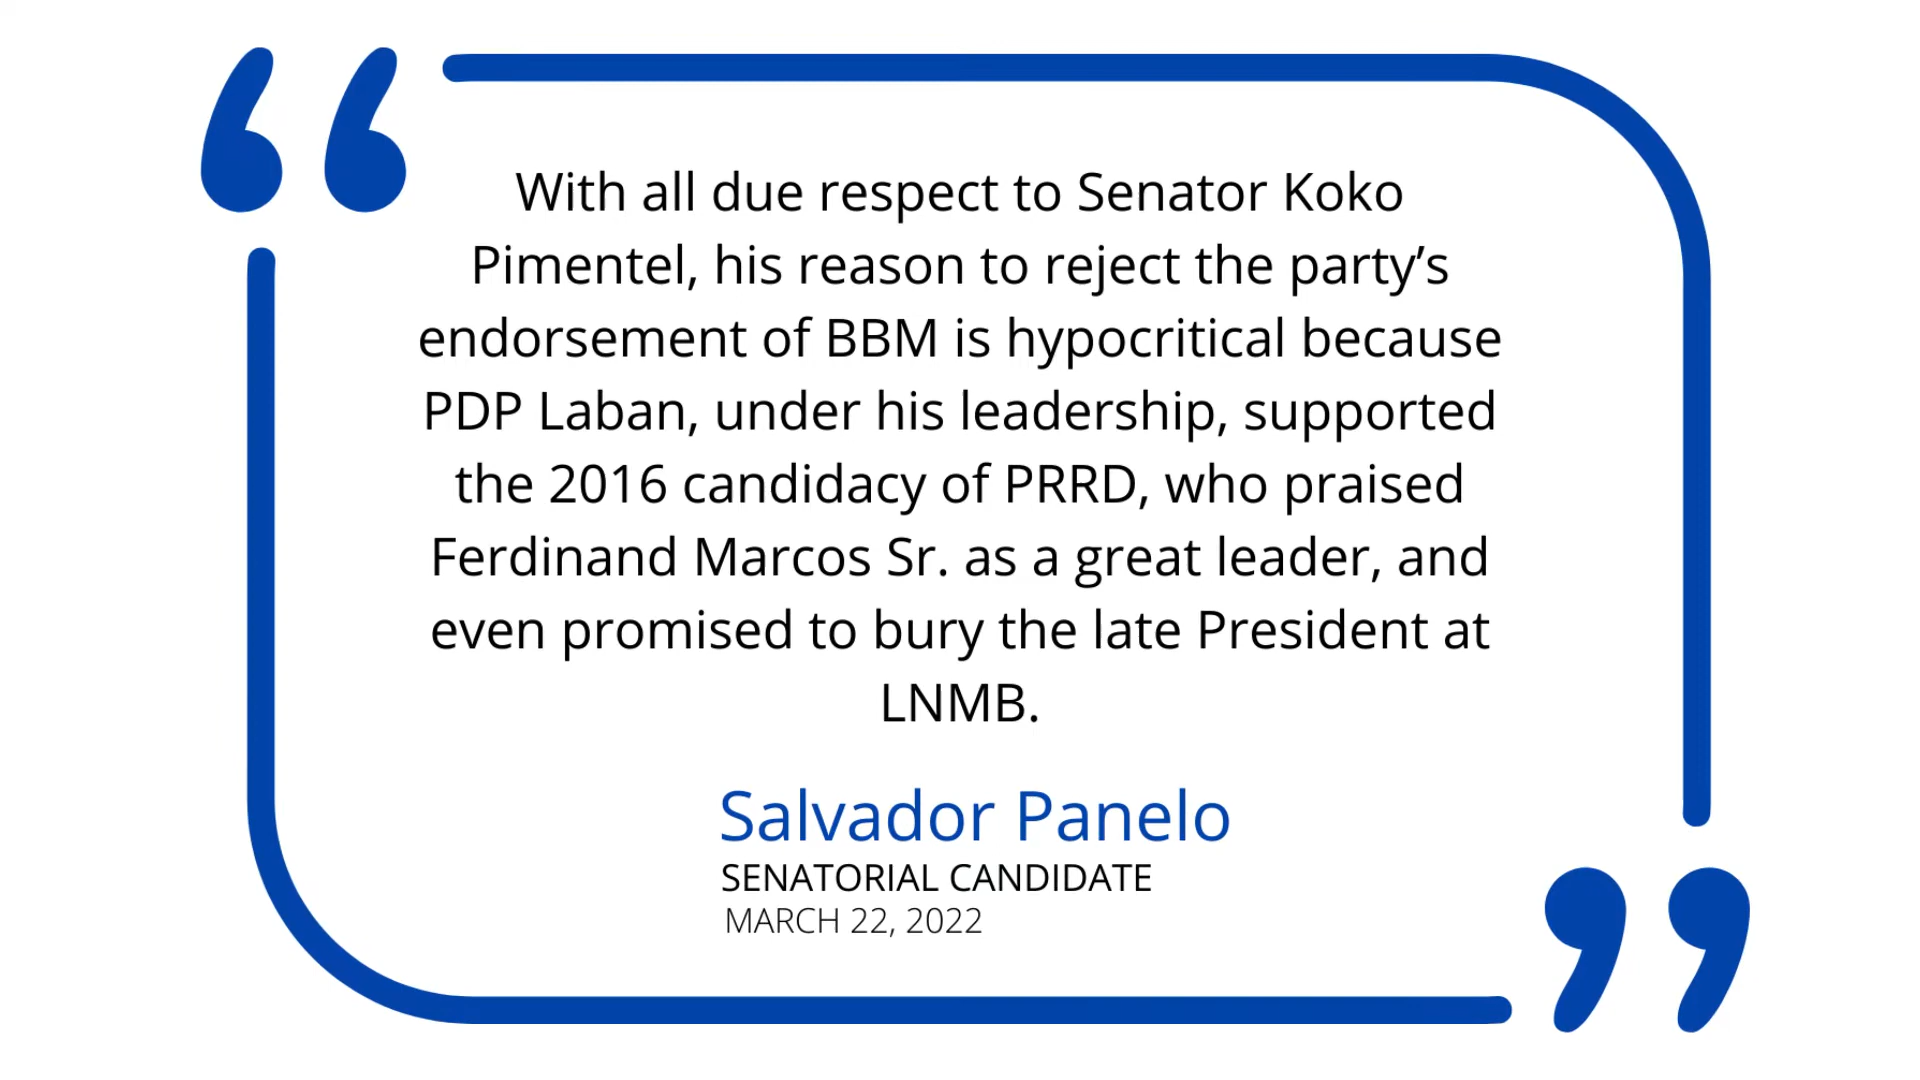 With all due respect to Senator Koko
Pimentel, his reason to reject the party’s
endorsement of BBM is hypocritical because
PDP Laban, under his leadership, supported
the 2016 candidacy of PRRD, who praised
Ferdinand Marcos Sr. as a great leader, and
even promised to bury the late President at
LNMB.
Salvador Panelo
SENATORIAL CANDIDATE
MARCH 22, 2022